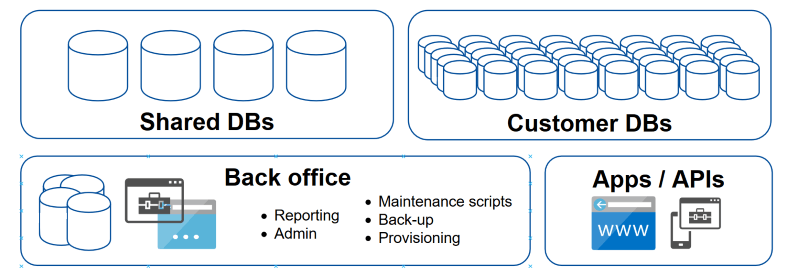 Shared DBs
Customer DBs
Back office
• Reporting
• Admin
• Maintenance scripts
• Back-up
• Provisioning
Apps / APIs
www